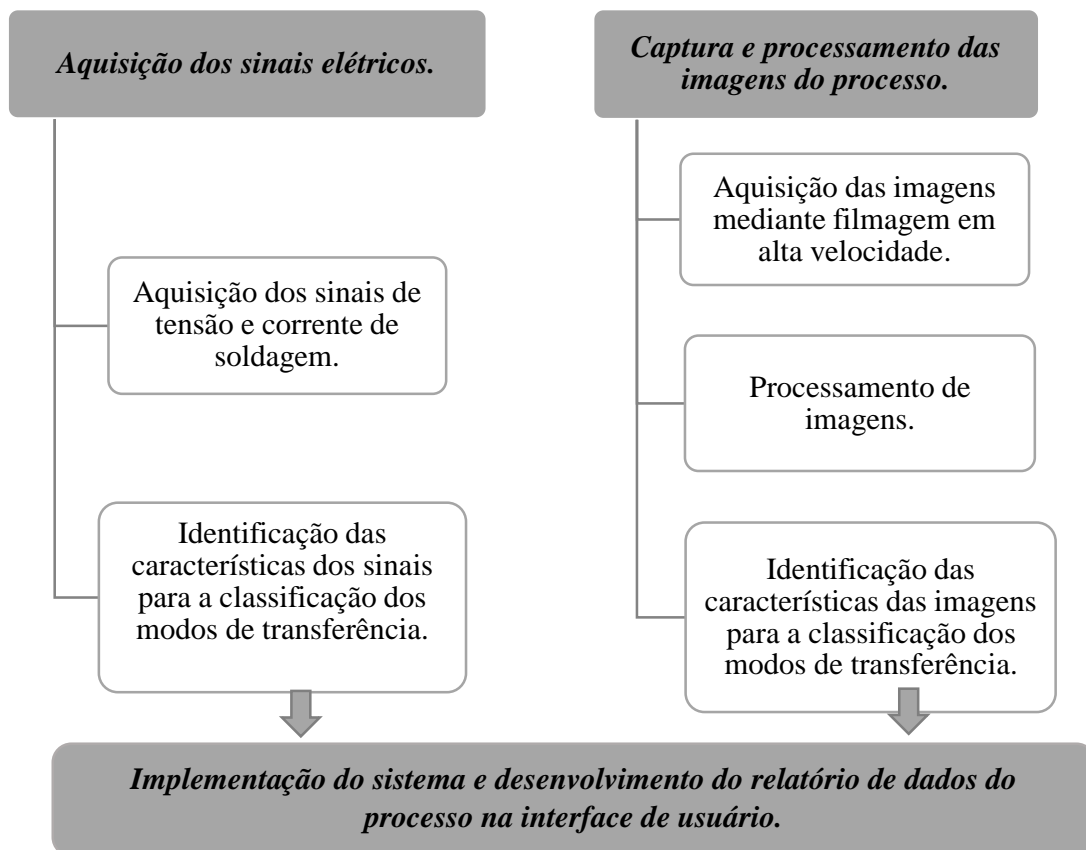 Aquisição dos sinais elétricos.
Aquisição dos sinais de
tensão e corrente de
soldagem.
Identificação das
características dos sinais
para a classificação dos
modos de transferência.
Captura e processamento das
imagens do processo.
Aquisição das imagens
mediante filmagem em
alta velocidade.
Processamento de
imagens.
Identificação das
características das imagens
para a classificação dos
modos de transferência.
Implementação do sistema e desenvolvimento do relatório de dados do
processo na interface de usuário.